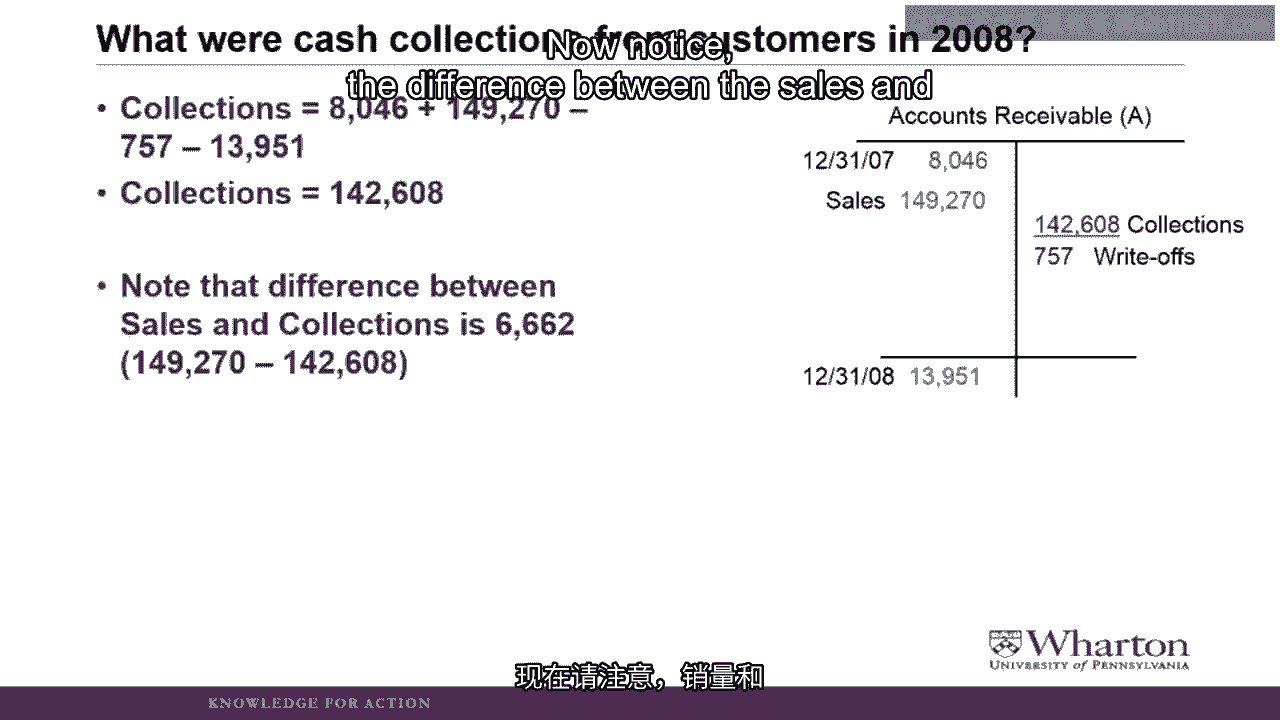 What were cash collections from customers in 2008?
Now notice,
the difference between the sales and
• Collections = 8,046 + 149,270 –
757 – 13,951
• Collections = 142,608
• Note that difference between
Sales and Collections is 6,662
(149,270 – 142,608)
Accounts Receivable (A)
12/31/07 8,046
Sales 149,270
142,608 Collections
757 Write-offs
12/31/08 13,951
Wharton
UNIVERSITY of PENNSYLVANIA
现在请注意，销量和
KNOWLEDGE FOR ACTION